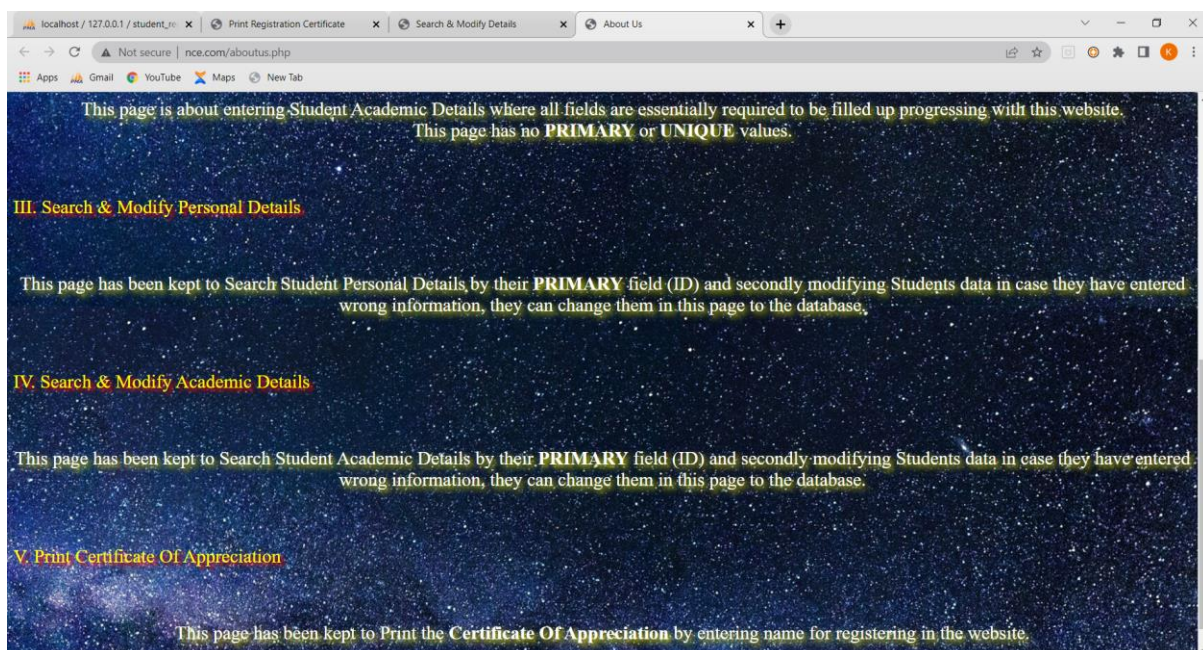 localhost / 127.0.0.1 / student_re
Print Registration Certificate
Search & Modify Details
About Us
Not secure | nce.com/aboutus.php
K
Apps
Gmail
YouTube
Maps
New Tab
This page is about entering Student Academic Details where all fields are essentially required to be filled up progressing with this website.
This page has no PRIMARY or UNIQUE values.
III. Search & Modify Personal Details
This page has been kept to Search Student Personal Details by their PRIMARY field (ID) and secondly modifying Students data in case they have entered
wrong information, they can change them in this page to the database.
IV. Search & Modify Academic Details
This page has been kept to Search Student Academic Details by their PRIMARY field (ID) and secondly modifying Students data in case they have entered
wrong information, they can change them in this page to the database.
V. Print Certificate Of Appreciation
This page has been kept to Print the Certificate Of Appreciation by entering name for registering in the website.